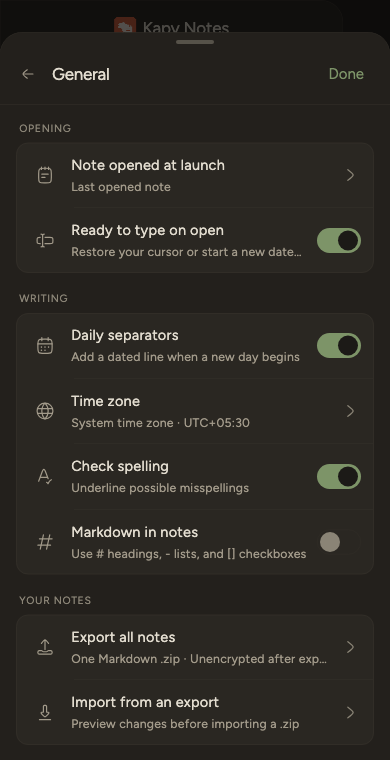 Kapy Notes
General
Done
OPENING
Note opened at launch
Last opened note
Ready to type on open
Restore your cursor or start a new date...
WRITING
Daily separators
Add a dated line when a new day begins
Time zone
System time zone · UTC+05:30
Check spelling
Underline possible misspellings
Markdown in notes
Use # headings, - lists, and [] checkboxes
YOUR NOTES
Export all notes
One Markdown .zip · Unencrypted after exp...
Import from an export
Preview changes before importing a .zip